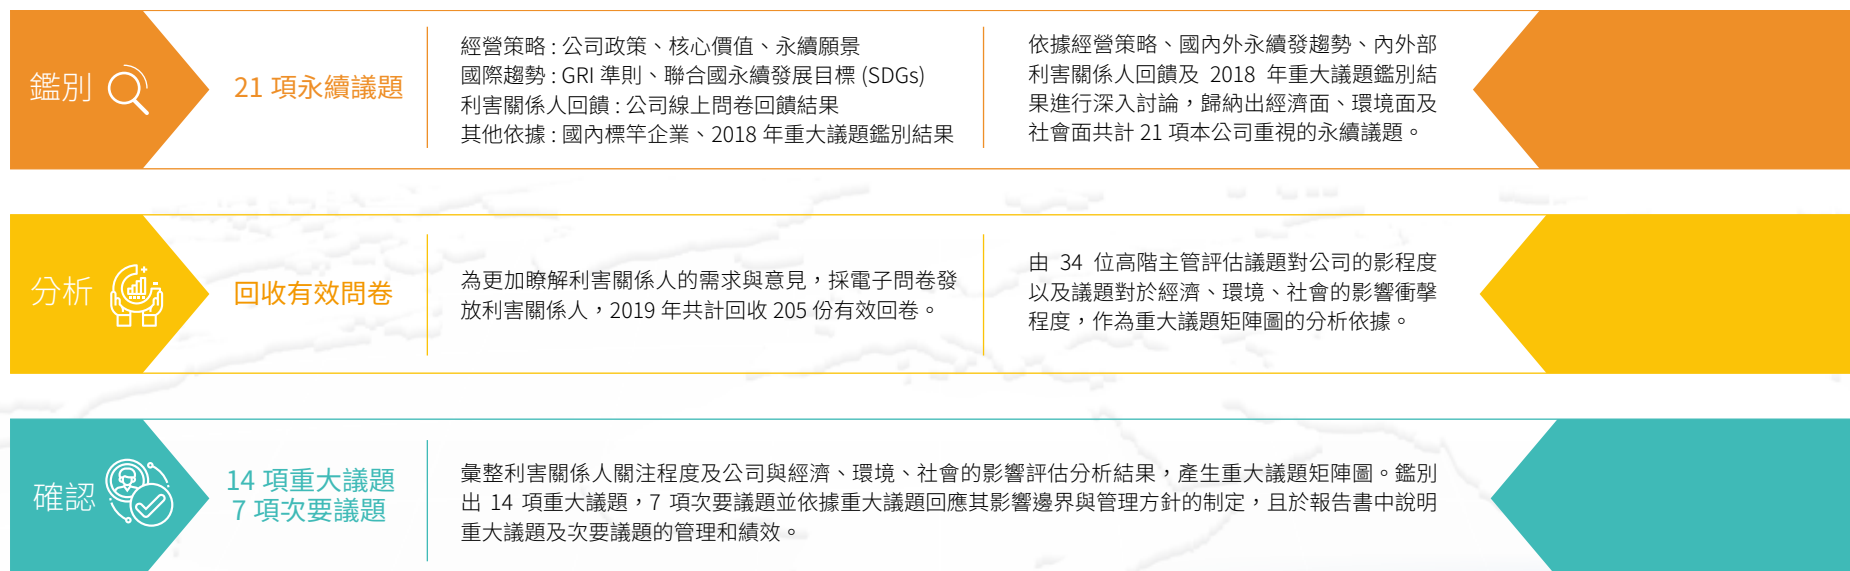 鑑別
21 項永續議題
經營策略 : 公司政策、核心價值、永續願景
國際趨勢 : GRI 準則、聯合國永續發展目標 (SDGs)
利害關係人回饋 : 公司線上問卷回饋結果
其他依據 : 國內標竿企業、2018 年重大議題鑑別結果
依據經營策略、國內外永續發趨勢、內外部
利害關係人回饋及 2018 年重大議題鑑別結
果進行深入討論，歸納出經濟面、環境面及
社會面共計 21 項本公司重視的永續議題。
分析
回收有效問卷
為更加瞭解利害關係人的需求與意見，採電子問卷發
放利害關係人，2019 年共計回收 205 份有效回卷。
由 34 位高階主管評估議題對公司的影程度
以及議題對於經濟、環境、社會的影響衝擊
程度，作為重大議題矩陣圖的分析依據。
確認
14 項重大議題
7 項次要議題
彙整利害關係人關注程度及公司與經濟、環境、社會的影響評估分析結果，產生重大議題矩陣圖。鑑別
出 14 項重大議題，7 項次要議題並依據重大議題回應其影響邊界與管理方針的制定，且於報告書中說明
重大議題及次要議題的管理和績效。